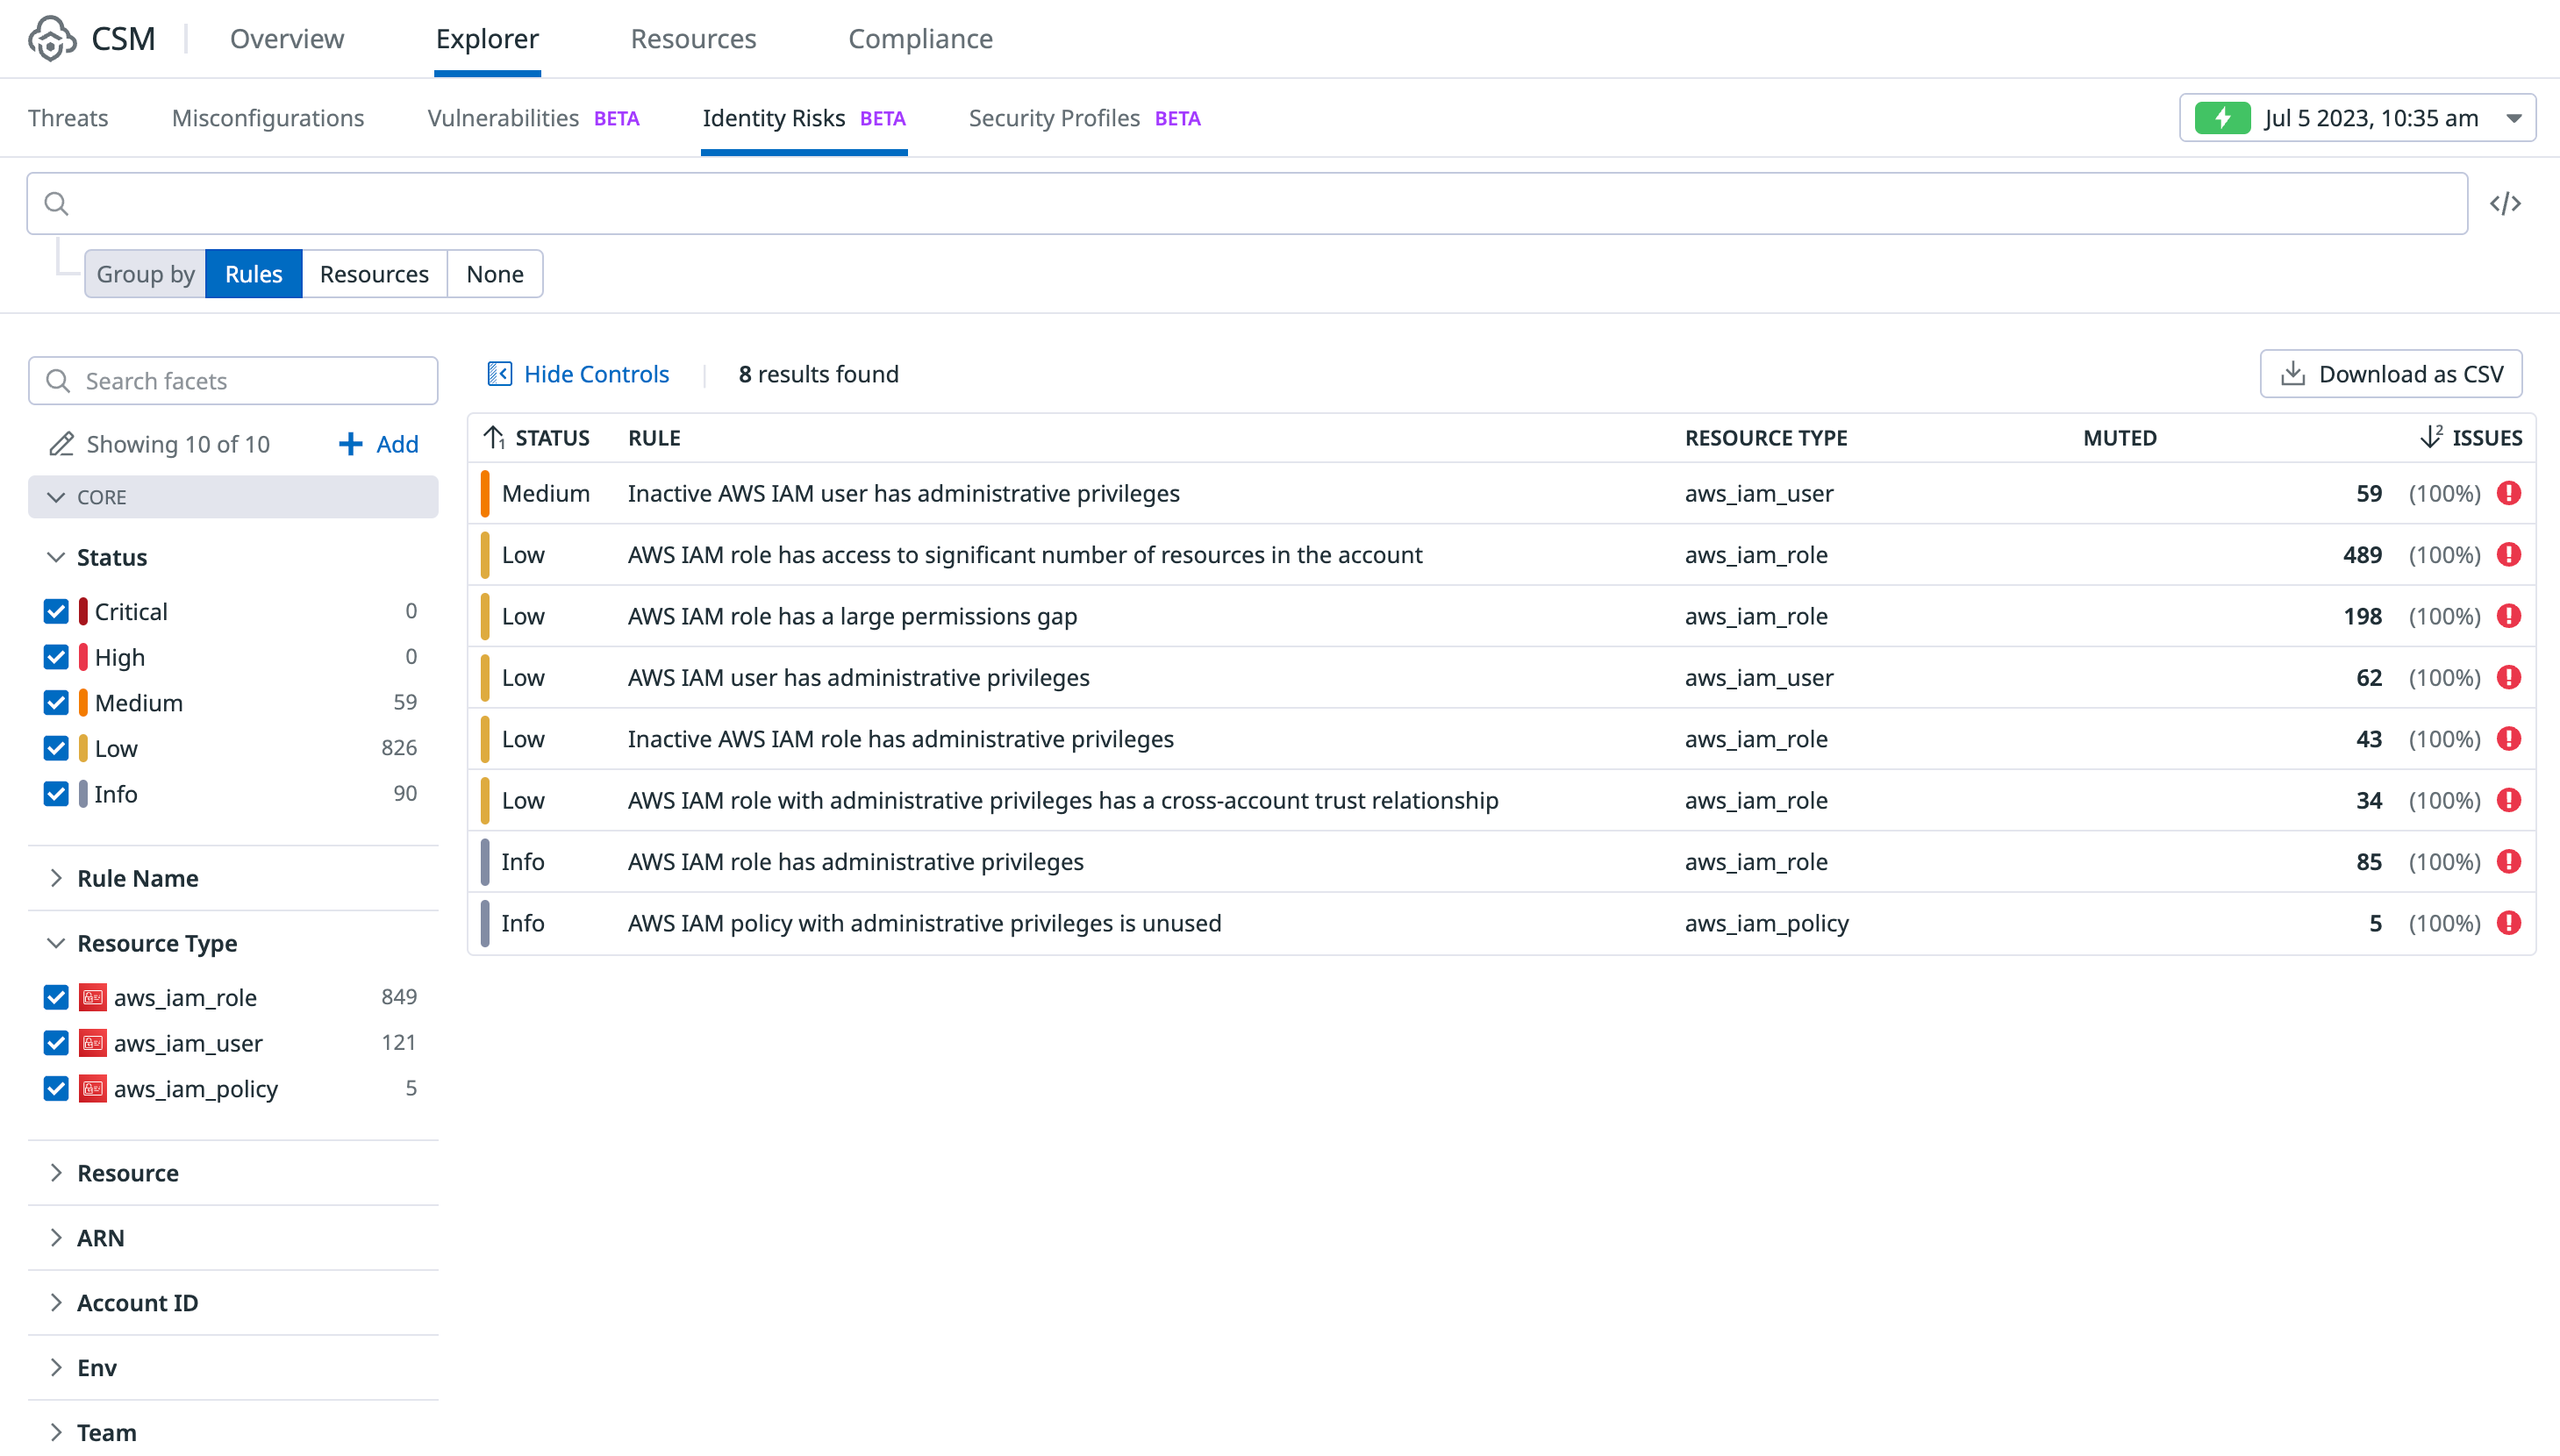 CSM Overview Explorer Resources Compliance
Threats Misconfigurations Vulnerabilities BETA Identity Risks BETA Security Profiles BETA Jul 5 2023, 10:35 am
</>
Group by Rules Resources None
Search facets
Hide Controls 8 results found Download as CSV
Showing 10 of 10 Add
CORE
Status
Critical 0
High 0
Medium 59
Low 826
Info 90
Rule Name
Resource Type
aws_iam_role 849
aws_iam_user 121
aws_iam_policy 5
Resource
ARN
Account ID
Env
Team
1 STATUS RULE RESOURCE TYPE MUTED 2 ISSUES
Medium Inactive AWS IAM user has administrative privileges aws_iam_user 59 (100%)
Low AWS IAM role has access to significant number of resources in the account aws_iam_role 489 (100%)
Low AWS IAM role has a large permissions gap aws_iam_role 198 (100%)
Low AWS IAM user has administrative privileges aws_iam_user 62 (100%)
Low Inactive AWS IAM role has administrative privileges aws_iam_role 43 (100%)
Low AWS IAM role with administrative privileges has a cross-account trust relationship aws_iam_role 34 (100%)
Info AWS IAM role has administrative privileges aws_iam_role 85 (100%)
Info AWS IAM policy with administrative privileges is unused aws_iam_policy 5 (100%)